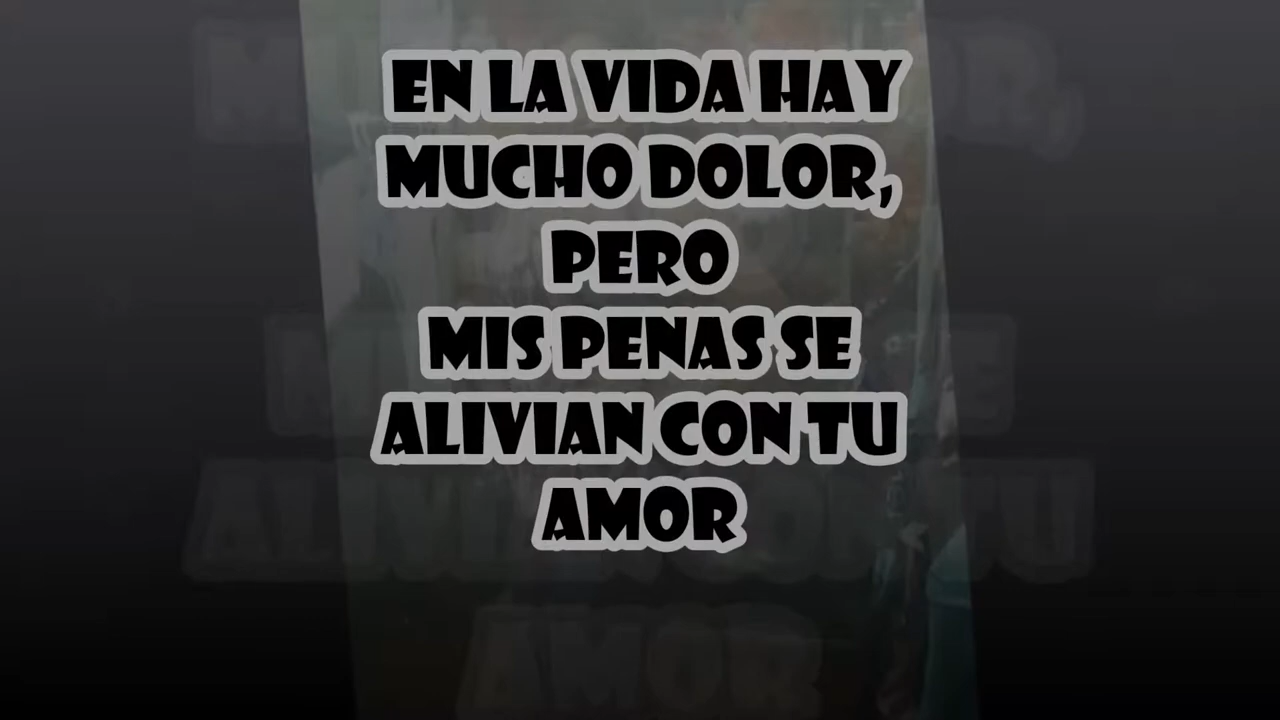 EN LA VIDA HAY
MUCHO DOLOR,
PERO
MIS PENAS SE
ALIVIAN CON TU
AMOR